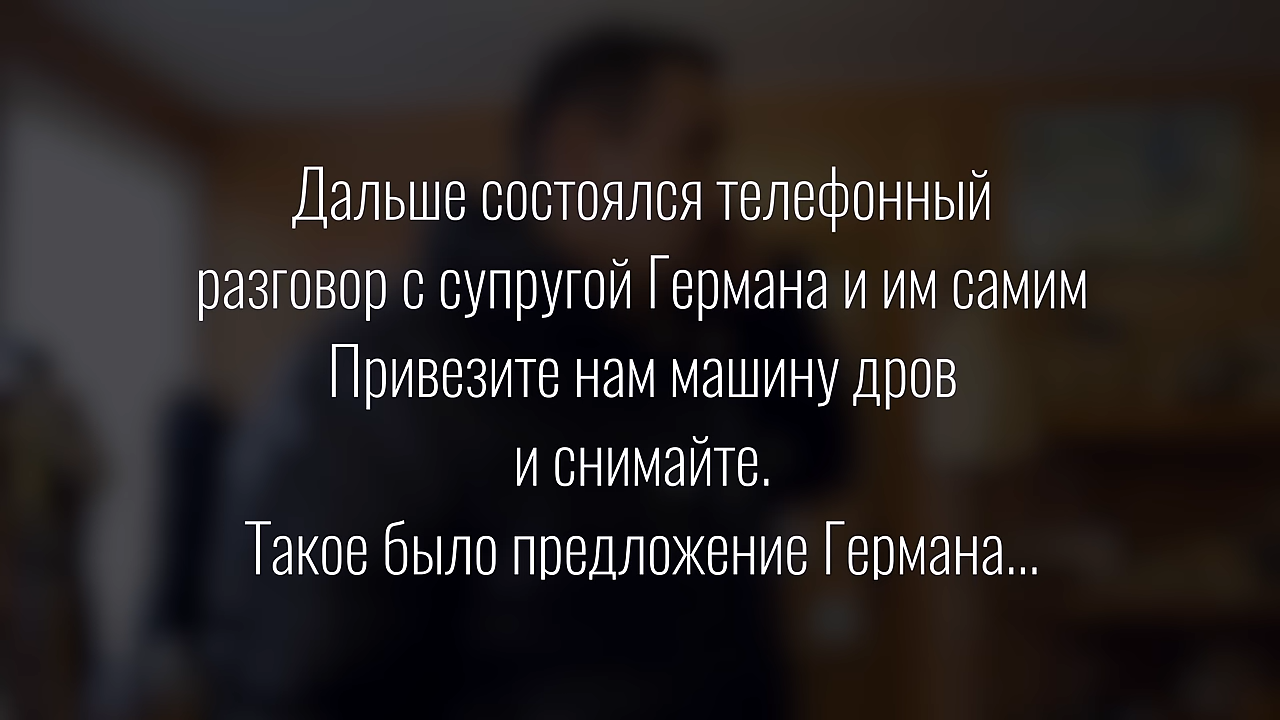 Дальше состоялся телефонный
разговор с супругой Германа и им самим
Привезите нам машину дров
и снимайте.
Такое было предложение Германа...